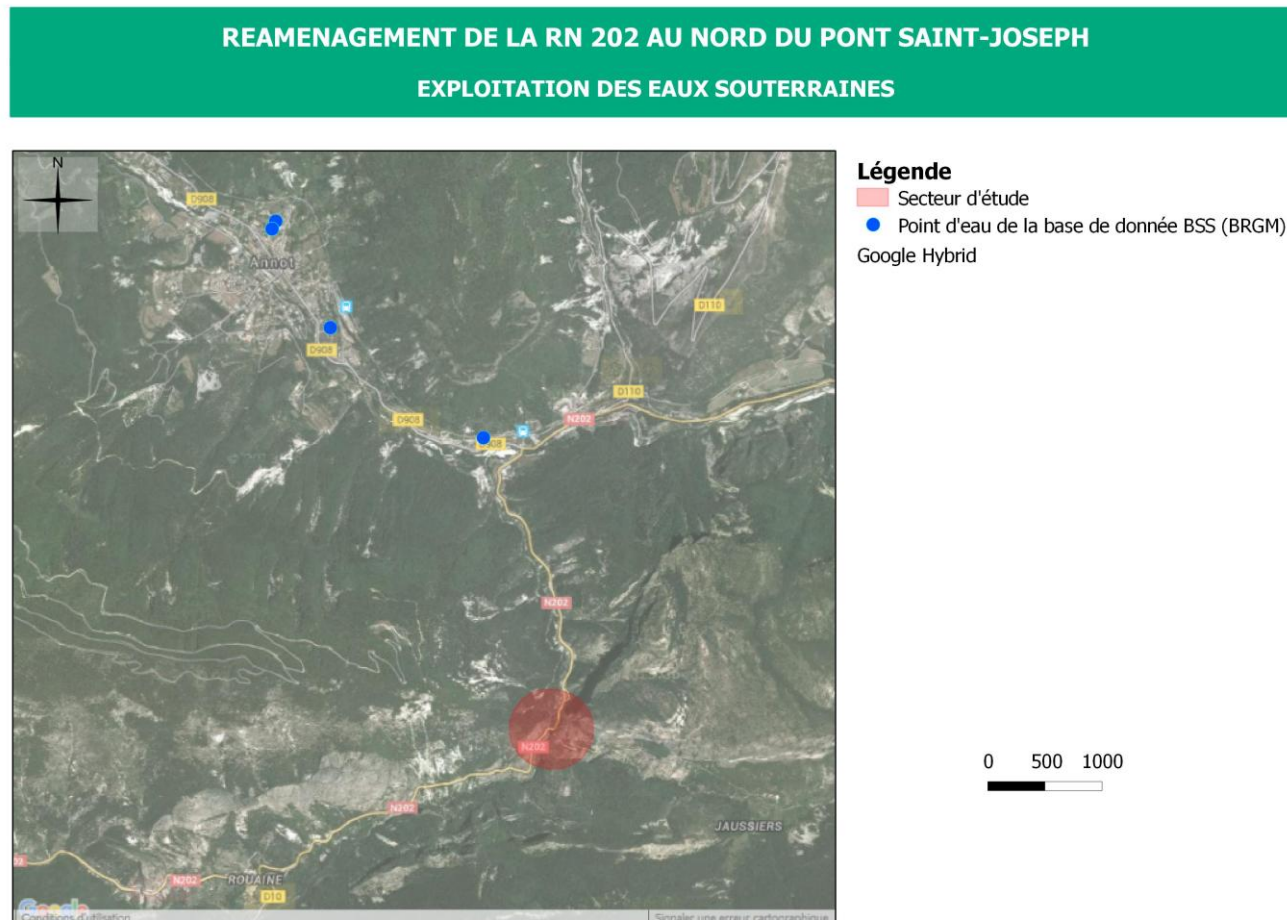 REAMENAGEMENT DE LA RN 202 AU NORD DU PONT SAINT-JOSEPH
EXPLOITATION DES EAUX SOUTERRAINES
N
Légende
Secteur d'étude
Point d'eau de la base de donnée BSS (BRGM)
Google Hybrid
D908
Annot
D110
D908
D110
D908
N202
N202
N202
0 500 1000
N202
JAUSSIERS
N202
ROUAINE
D10
Google
Conditions d'utilisation
Signaler une erreur cartographique